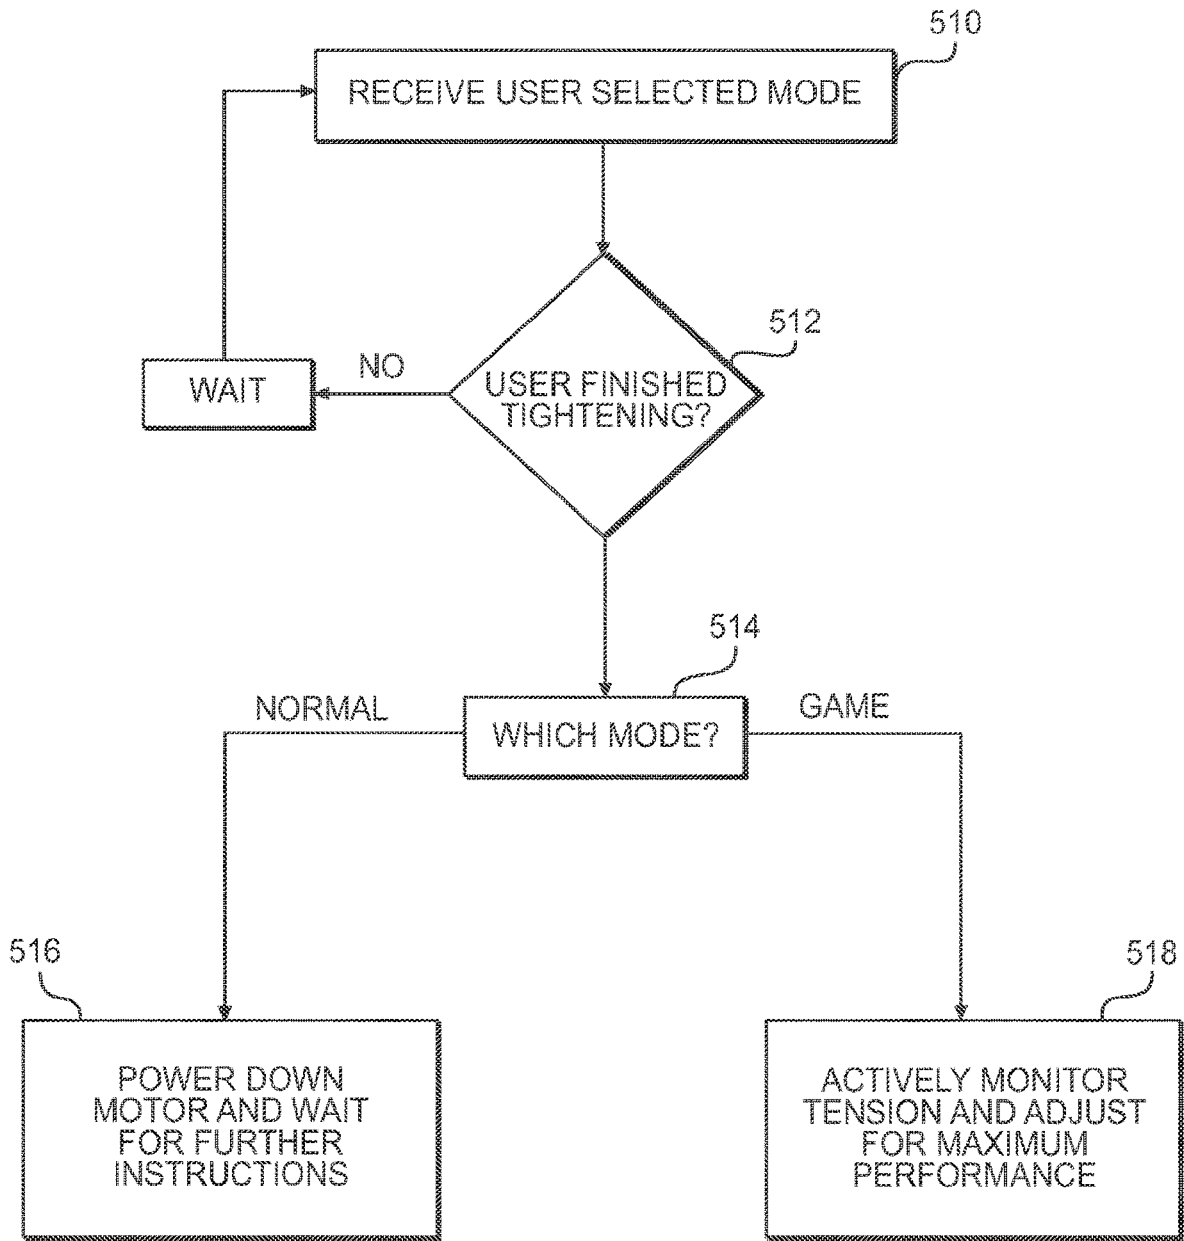 510
RECEIVE USER SELECTED MODE
512
NO
WAIT
USER FINISHED
TIGHTENING?
514
NORMAL
GAME
WHICH MODE?
516
518
POWER DOWN
MOTOR AND WAIT
FOR FURTHER
INSTRUCTIONS
ACTIVELY MONITOR
TENSION AND ADJUST
FOR MAXIMUM
PERFORMANCE